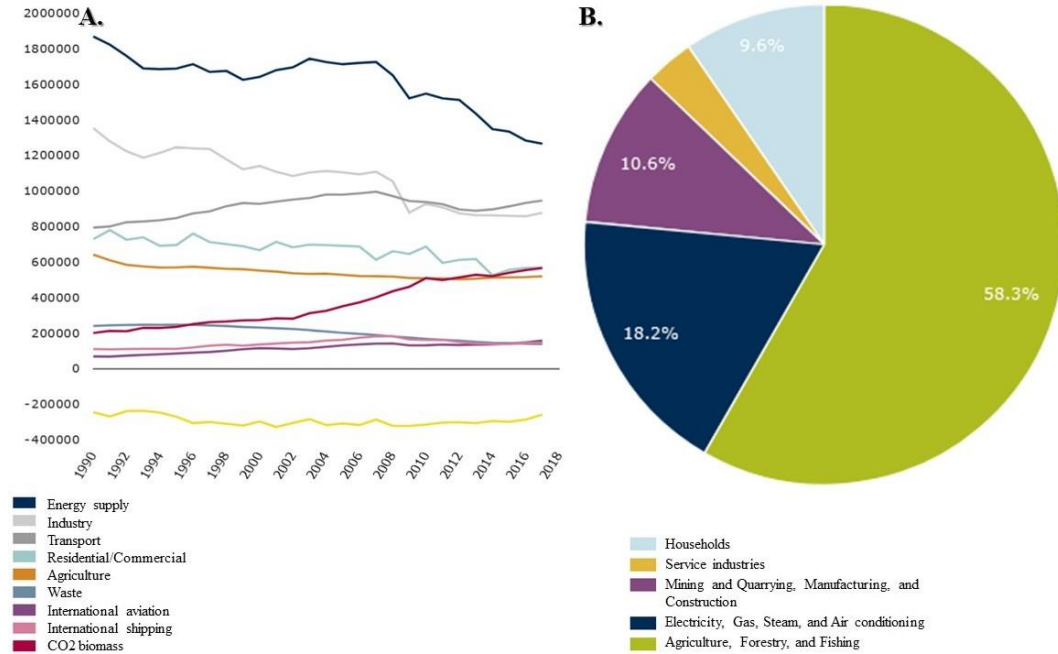 A.
2000000
1800000
1600000
1400000
1200000
1000000
800000
600000
400000
200000
0
-200000
-400000
1990
1992
1994
1996
1998
2000
2002
2004
2006
2008
2010
2012
2014
2016
2018
Energy supply
Industry
Transport
Residential/Commercial
Agriculture
Waste
International aviation
International shipping
CO2 biomass
B.
9.6%
10.6%
18.2%
58.3%
Households
Service industries
Mining and Quarrying, Manufacturing, and
Construction
Electricity, Gas, Steam, and Air conditioning
Agriculture, Forestry, and Fishing